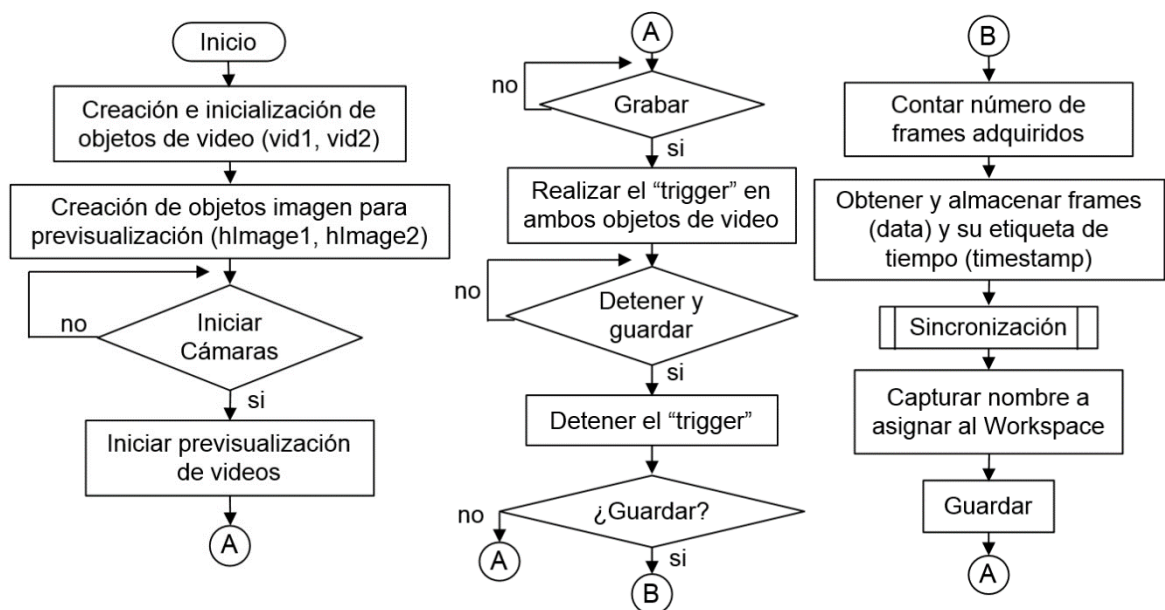 Inicio
Creación e inicialización de
objetos de video (vid1, vid2)
Creación de objetos imagen para
previsualización (hImage1, hImage2)
no
Iniciar
Cámaras
si
Iniciar previsualización
de videos
A
A
no
Grabar
si
Realizar el “trigger” en
ambos objetos de video
no
Detener y
guardar
si
Detener el “trigger”
¿Guardar?
no
A
si
B
B
Contar número de
frames adquiridos
Obtener y almacenar frames
(data) y su etiqueta de
tiempo (timestamp)
Sincronización
Capturar nombre a
asignar al Workspace
Guardar
A